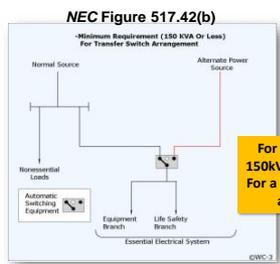 NEC Figure 517.42(b)
-Minimum Requirement (150 KVA Or Less)
For Transfer Switch Arrangement
Normal Source
Alternate Power
Source
Nonessential
Loads
Automatic
Switching
Equipment
Equipment
Branch
Life Safety
Branch
Essential Electrical System
For
150kV
For a
a
©WC-3